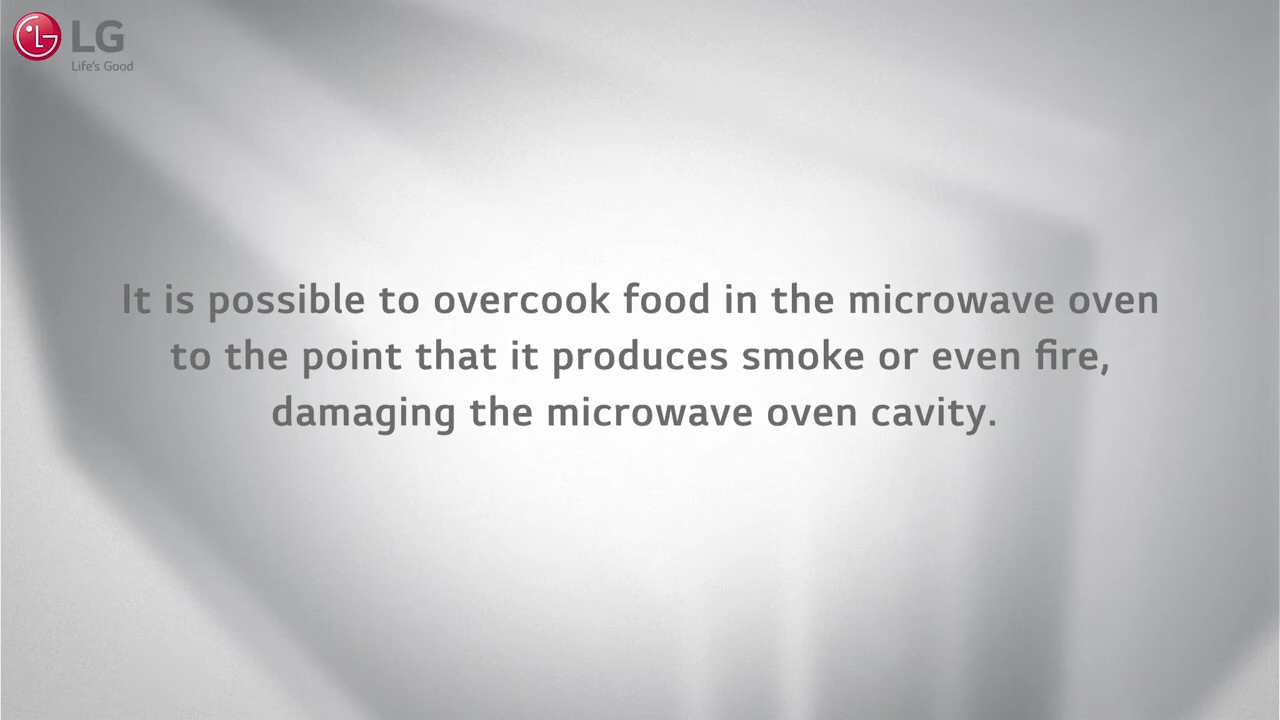 LG
Life's Good
It is possible to overcook food in the microwave oven
to the point that it produces smoke or even fire,
damaging the microwave oven cavity.